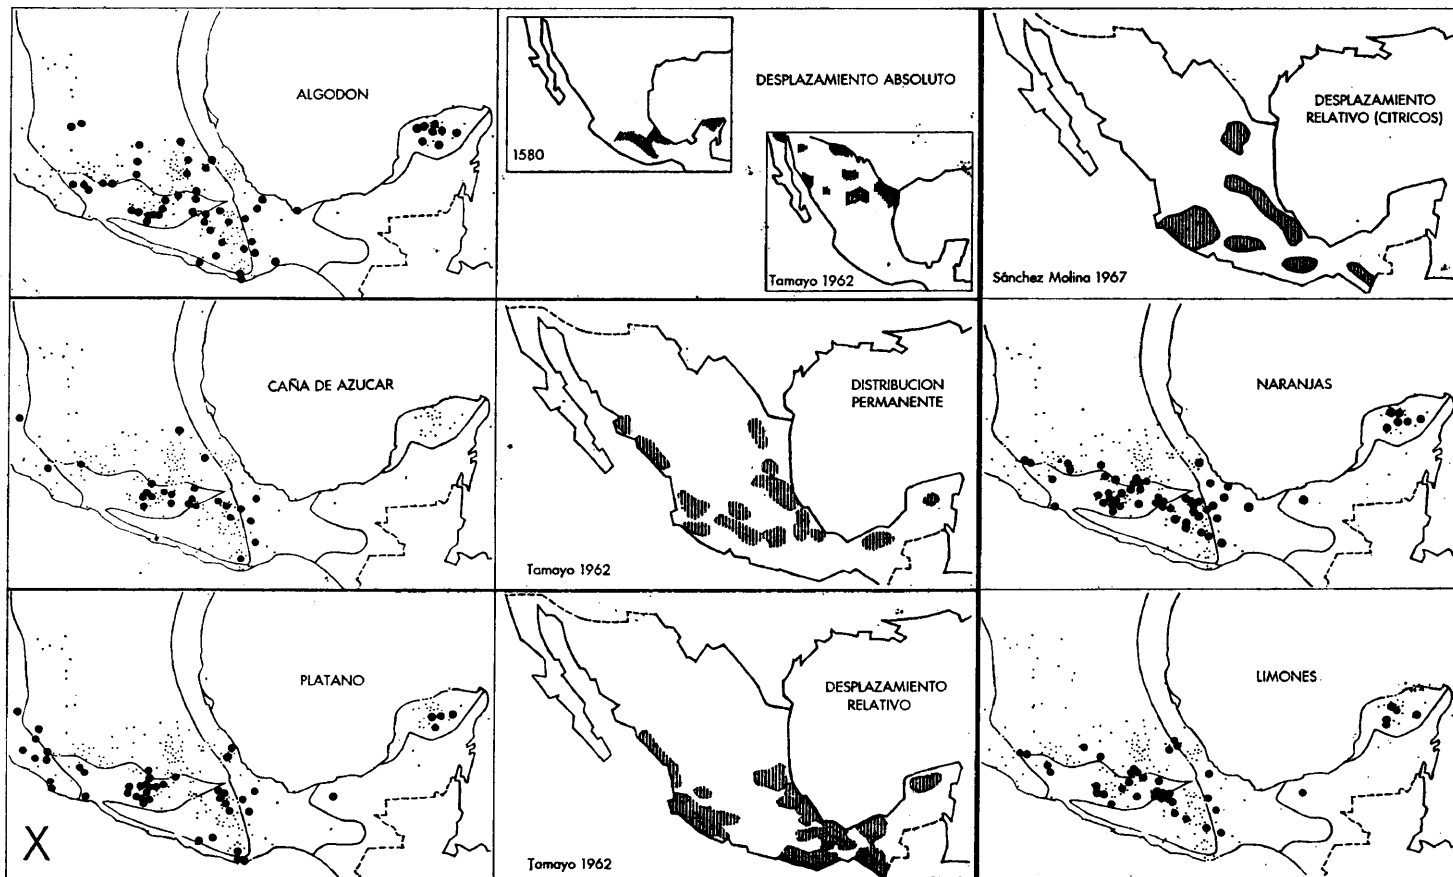 ALGODON
1580
DESPLAZAMIENTO ABSOLUTO
Tamayo 1962
DESPLAZAMIENTO
RELATIVO (CITRICOS)
Sánchez Molina 1967
CAÑA DE AZUCAR
DISTRIBUCION
PERMANENTE
Tamayo 1962
NARANJAS
PLATANO
X
DESPLAZAMIENTO
RELATIVO
Tamayo 1962
LIMONES